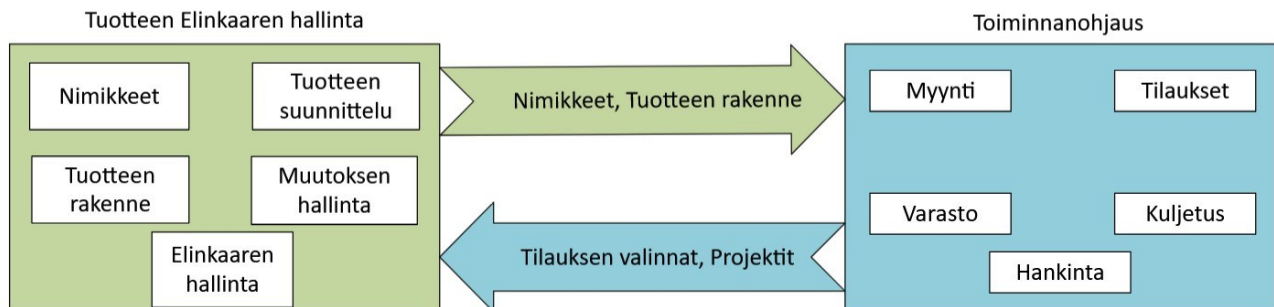 Tuotteen Elinkaaren hallinta
Nimikkeet
Tuotteen
suunnittelu
Tuotteen
rakenne
Muutoksen
hallinta
Elinkaaren
hallinta
Nimikkeet, Tuotteen rakenne
Tilauksen valinnat, Projektit
Toiminnanohjaus
Myynti
Tilaukset
Varasto
Kuljetus
Hankinta